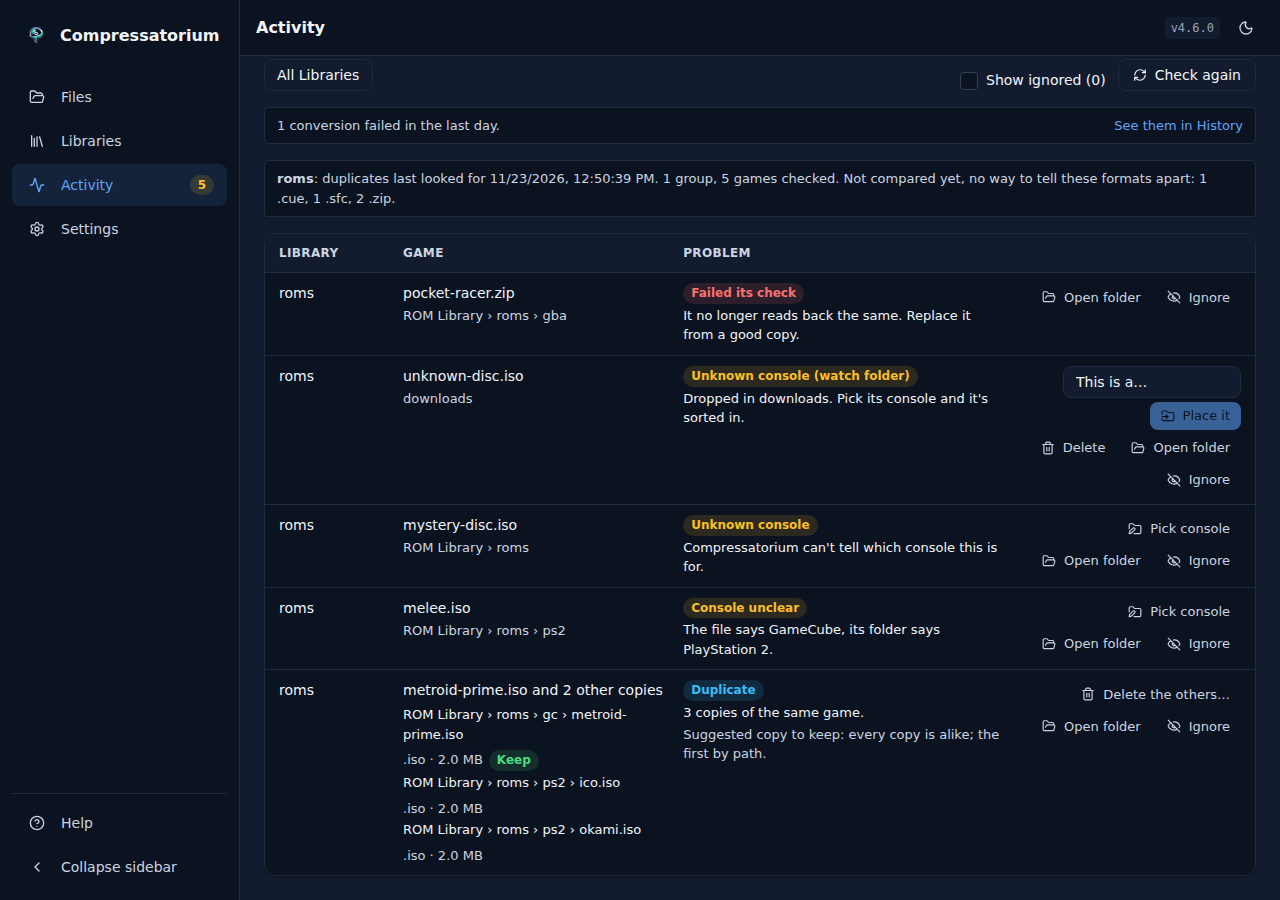 Compressatorium
Activity
v4.6.0
Files
Libraries
Activity 5
Settings
Help
Collapse sidebar
All Libraries
Show ignored (0)
Check again
1 conversion failed in the last day.
See them in History
roms: duplicates last looked for 11/23/2026, 12:50:39 PM. 1 group, 5 games checked. Not compared yet, no way to tell these formats apart: 1
.cue, 1 .sfc, 2 .zip.
LIBRARY GAME PROBLEM
roms
pocket-racer.zip
ROM Library › roms › gba
Failed its check
It no longer reads back the same. Replace it
from a good copy.
Open folder Ignore
roms
unknown-disc.iso
downloads
Unknown console (watch folder)
Dropped in downloads. Pick its console and it's
sorted in.
This is a...
Place it
Delete Open folder
Ignore
roms
mystery-disc.iso
ROM Library › roms
Unknown console
Compressatorium can't tell which console this is
for.
Pick console
Open folder Ignore
roms
melee.iso
ROM Library › roms › ps2
Console unclear
The file says GameCube, its folder says
PlayStation 2.
Pick console
Open folder Ignore
roms
metroid-prime.iso and 2 other copies
ROM Library › roms › gc › metroid-
prime.iso
.iso · 2.0 MB Keep
ROM Library › roms › ps2 › ico.iso
.iso · 2.0 MB
ROM Library › roms › ps2 › okami.iso
.iso · 2.0 MB
Duplicate
3 copies of the same game.
Suggested copy to keep: every copy is alike; the
first by path.
Delete the others...
Open folder Ignore